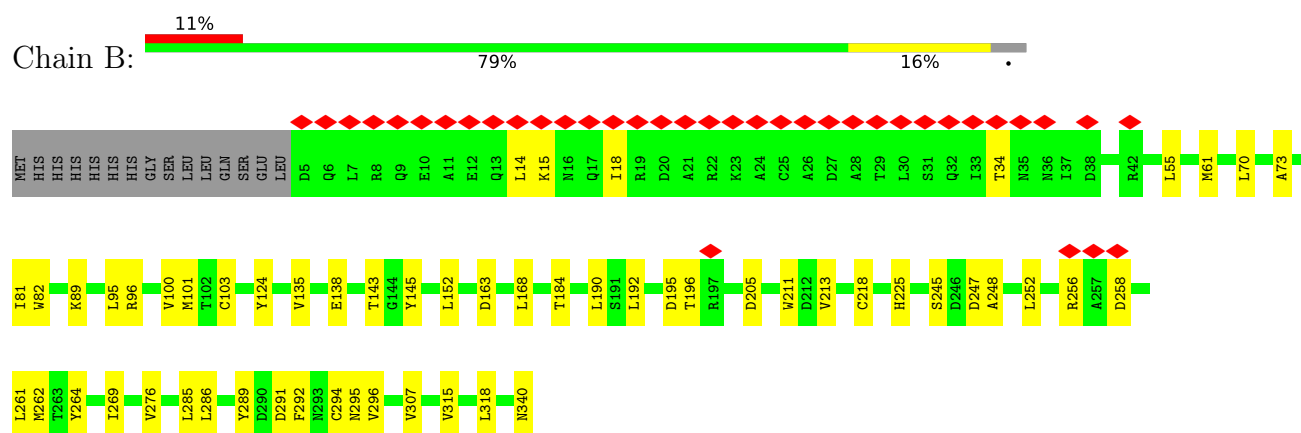 11%
Chain B:
79% 16% •
MET HIS HIS HIS HIS HIS HIS GLY SER LEU LEU GLN SER GLU LEU D5 Q6 L7 R8 Q9 E10 A11 E12 Q13 L14 K15 N16 Q17 I18 R19 D20 A21 R22 K23 A24 C25 A26 D27 A28 T29 L30 S31 Q32 I33 T34 N35 N36 I37 D38 R42 L55 M61 L70 A73
I81 W82 K89 L95 R96 V100 M101 T102 C103 Y124 V135 E138 T143 G144 Y145 L152 D163 L168 T184 L190 S191 L192 D195 T196 R197 D205 W211 D212 V213 C218 H225 S245 D246 D247 A248 L252 R256 A257 D258
L261 M262 T263 Y264 I269 V276 L285 L286 Y289 D290 D291 F292 N293 C294 N295 V296 V307 V315 L318 N340